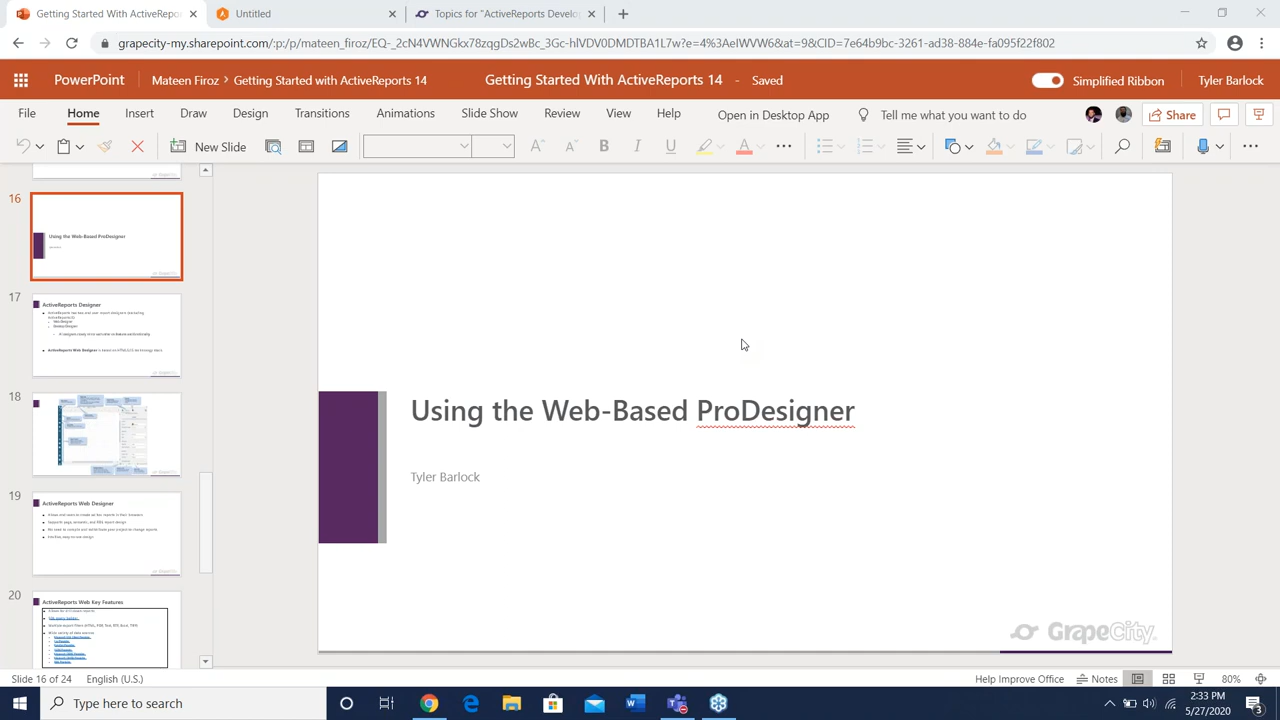 Getting Started With ActiveRepor
Untitled
Topics for "ActiveReports Develo
grapecity-my.sharepoint.com/:p:/p/mateen_firoz/EQ-_2cN4VWNGkx78zqgDs2wBc_3Gc-hlVDV0DMDTBA1L7w?e=4%3AeIWVW6&at=9&CID=7e64b9bc-3261-ad38-884e-fa095f22f802
PowerPoint
Mateen Firoz > Getting Started with ActiveReports 14
Getting Started With ActiveReports 14 - Saved
Simplified Ribbon
Tyler Barlock
File
Home
Insert
Draw
Design
Transitions
Animations
Slide Show
Review
View
Help
Open in Desktop App
Tell me what you want to do
Share
New Slide
B
U
A
16
Using the Web-Based ProDesigner
17
ActiveReports Designer
18
19
ActiveReports Web Designer
20
ActiveReports Web Key Features
Using the Web-Based ProDesigner
Tyler Barlock
GrapeCity
Slide 16 of 24
English (U.S.)
Help Improve Office
Notes
80%
Type here to search
2:33 PM
5/27/2020
3